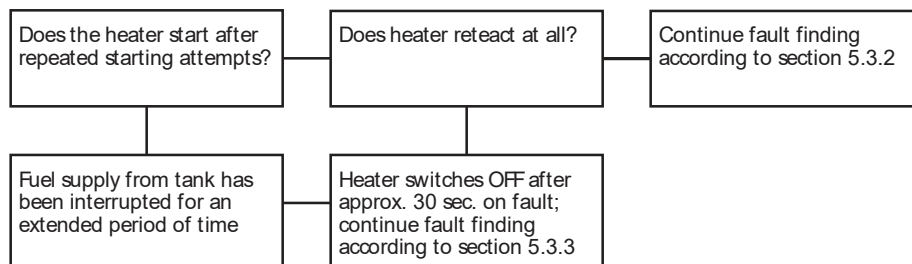 Does the heater start after
repeated starting attempts?
Does heater reteact at all?
Continue fault finding
according to section 5.3.2
Fuel supply from tank has
been interrupted for an
extended period of time
Heater switches OFF after
approx. 30 sec. on fault;
continue fault finding
according to section 5.3.3